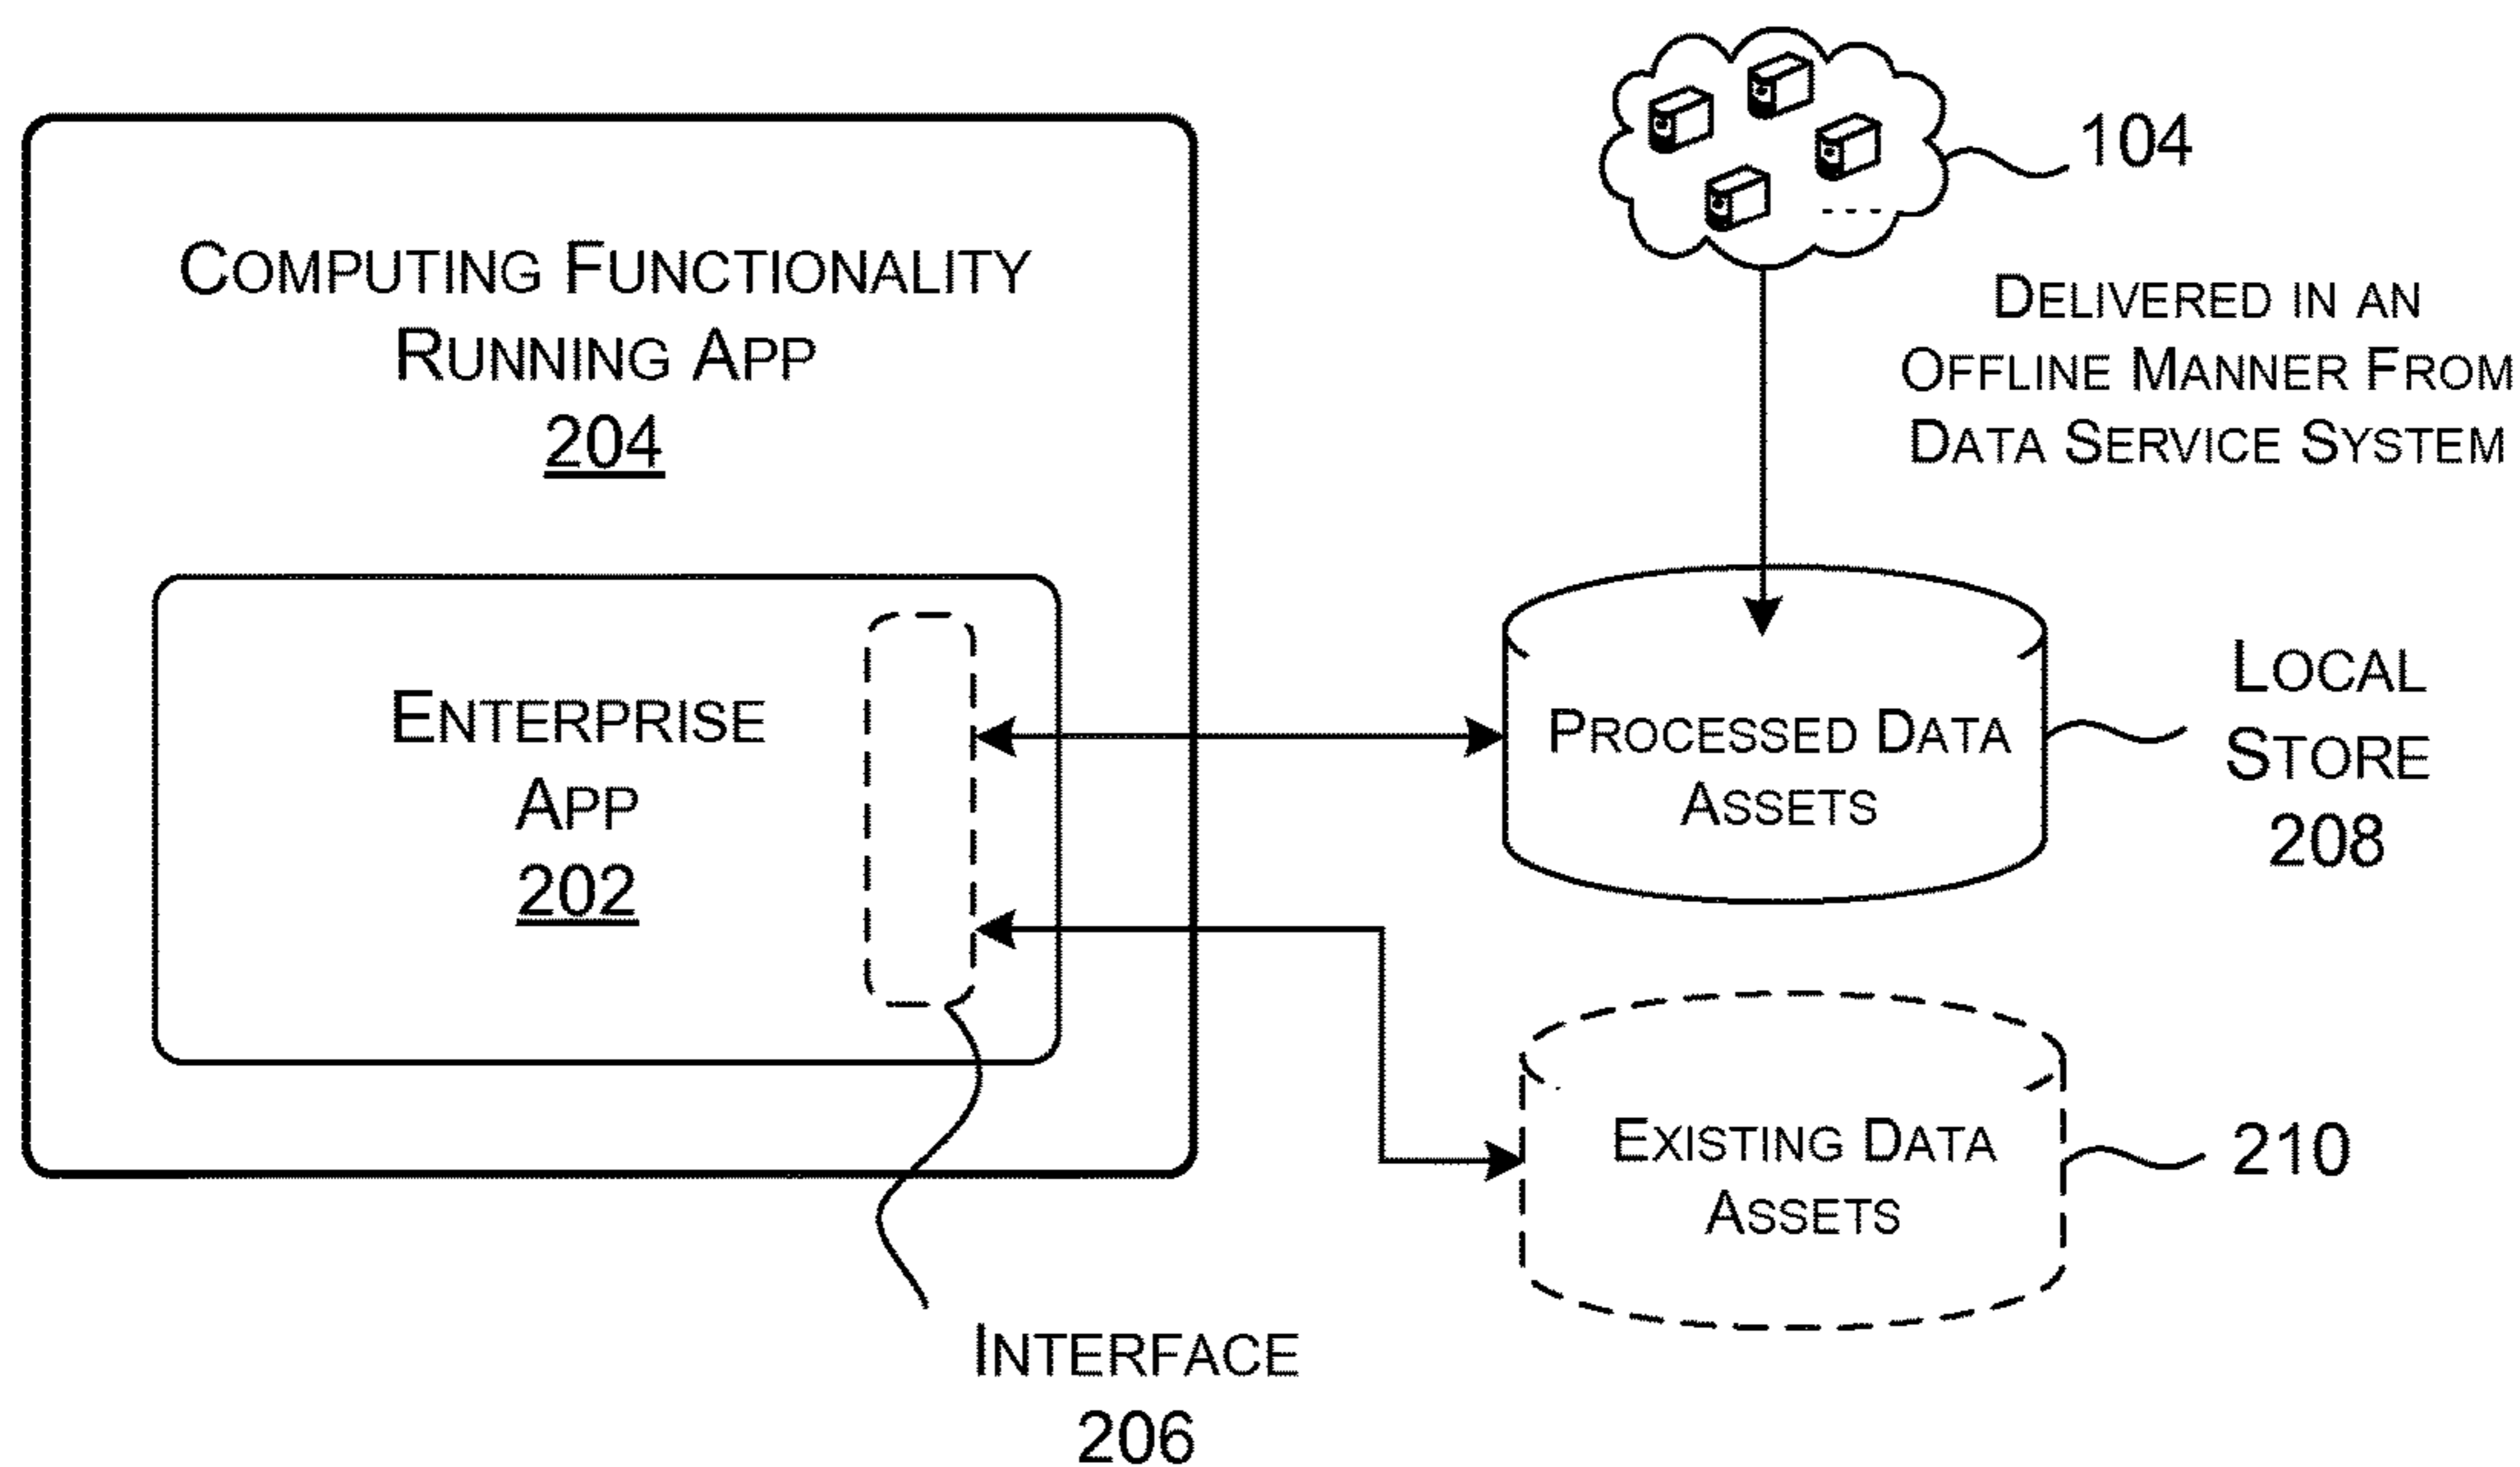 COMPUTING FUNCTIONALITY
RUNNING APP
204
ENTERPRISE
APP
202
INTERFACE
206
104
DELIVERED IN AN
OFFLINE MANNER FROM
DATA SERVICE SYSTEM
PROCESSED DATA
ASSETS
LOCAL
STORE
208
EXISTING DATA
ASSETS
210